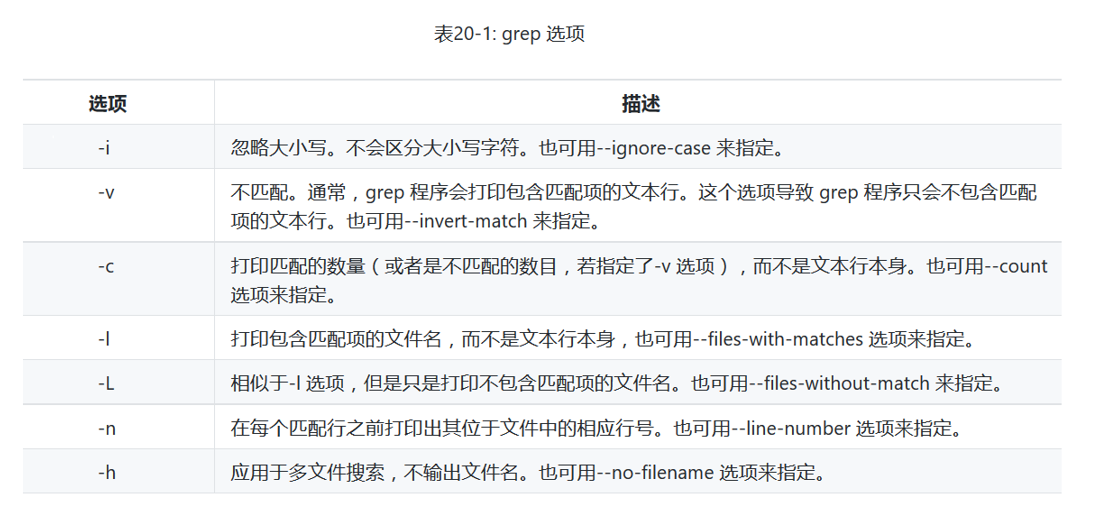 表20-1: grep 选项
选项 描述
-i 忽略大小写。不会区分大小写字符。也可用--ignore-case 来指定。
-v 不匹配。通常，grep 程序会打印包含匹配项的文本行。这个选项导致 grep 程序只会不包含匹配
项的文本行。也可用--invert-match 来指定。
-c 打印匹配的数量（或者是不匹配的数目，若指定了-v 选项），而不是文本行本身。也可用--count
选项来指定。
-l 打印包含匹配项的文件名，而不是文本行本身，也可用--files-with-matches 选项来指定。
-L 相似于-l 选项，但是只是打印不包含匹配项的文件名。也可用--files-without-match 来指定。
-n 在每个匹配行之前打印出其位于文件中的相应行号。也可用--line-number 选项来指定。
-h 应用于多文件搜索，不输出文件名。也可用--no-filename 选项来指定。